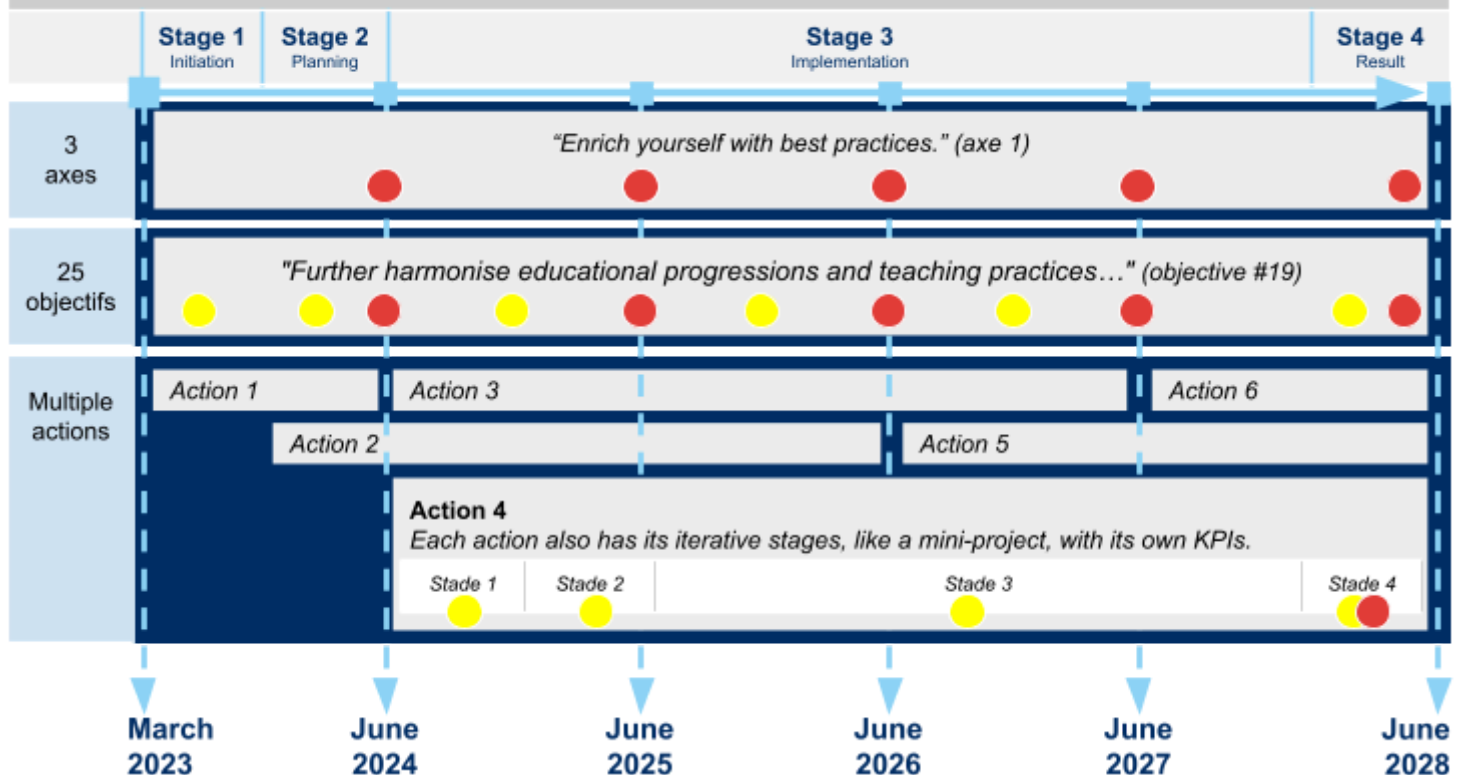 Stage 1
Initiation
Stage 2
Planning
Stage 3
Implementation
Stage 4
Result
3
axes
“Enrich yourself with best practices.” (axe 1)
25
objectifs
"Further harmonise educational progressions and teaching practices…" (objective #19)
Multiple
actions
Action 1
Action 3
Action 6
Action 2
Action 5
Action 4
Each action also has its iterative stages, like a mini-project, with its own KPIs.
Stade 1
Stade 2
Stade 3
Stade 4
March
2023
June
2024
June
2025
June
2026
June
2027
June
2028